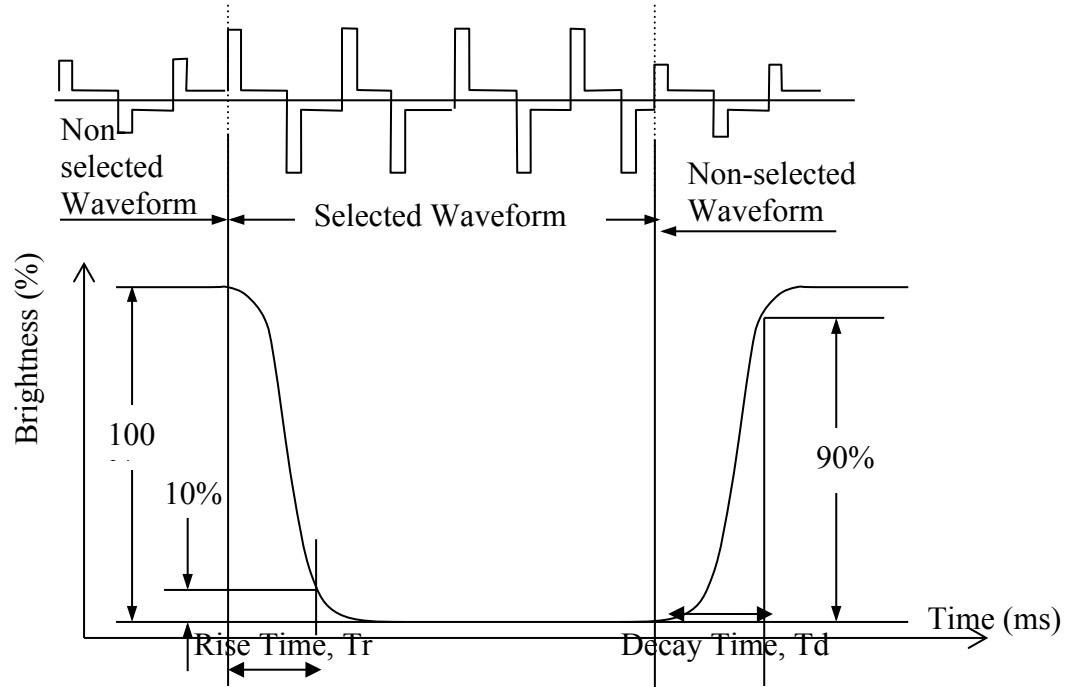 Non-
selected
Waveform
Selected Waveform
Non-selected
Waveform
Brightness (%)
100
10%
90%
Time (ms)
Rise Time, Tr
Decay Time, Td